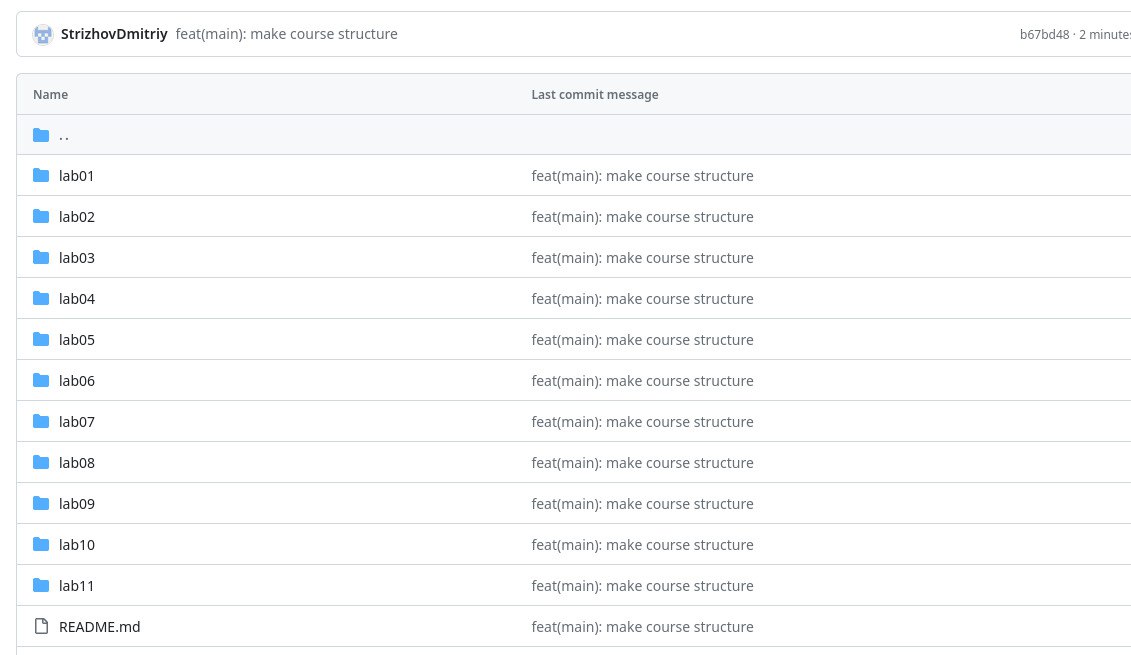 StrizhovDmitriy feat(main): make course structure b67bd48 · 2 minutes
Name Last commit message
..
lab01 feat(main): make course structure
lab02 feat(main): make course structure
lab03 feat(main): make course structure
lab04 feat(main): make course structure
lab05 feat(main): make course structure
lab06 feat(main): make course structure
lab07 feat(main): make course structure
lab08 feat(main): make course structure
lab09 feat(main): make course structure
lab10 feat(main): make course structure
lab11 feat(main): make course structure
README.md feat(main): make course structure